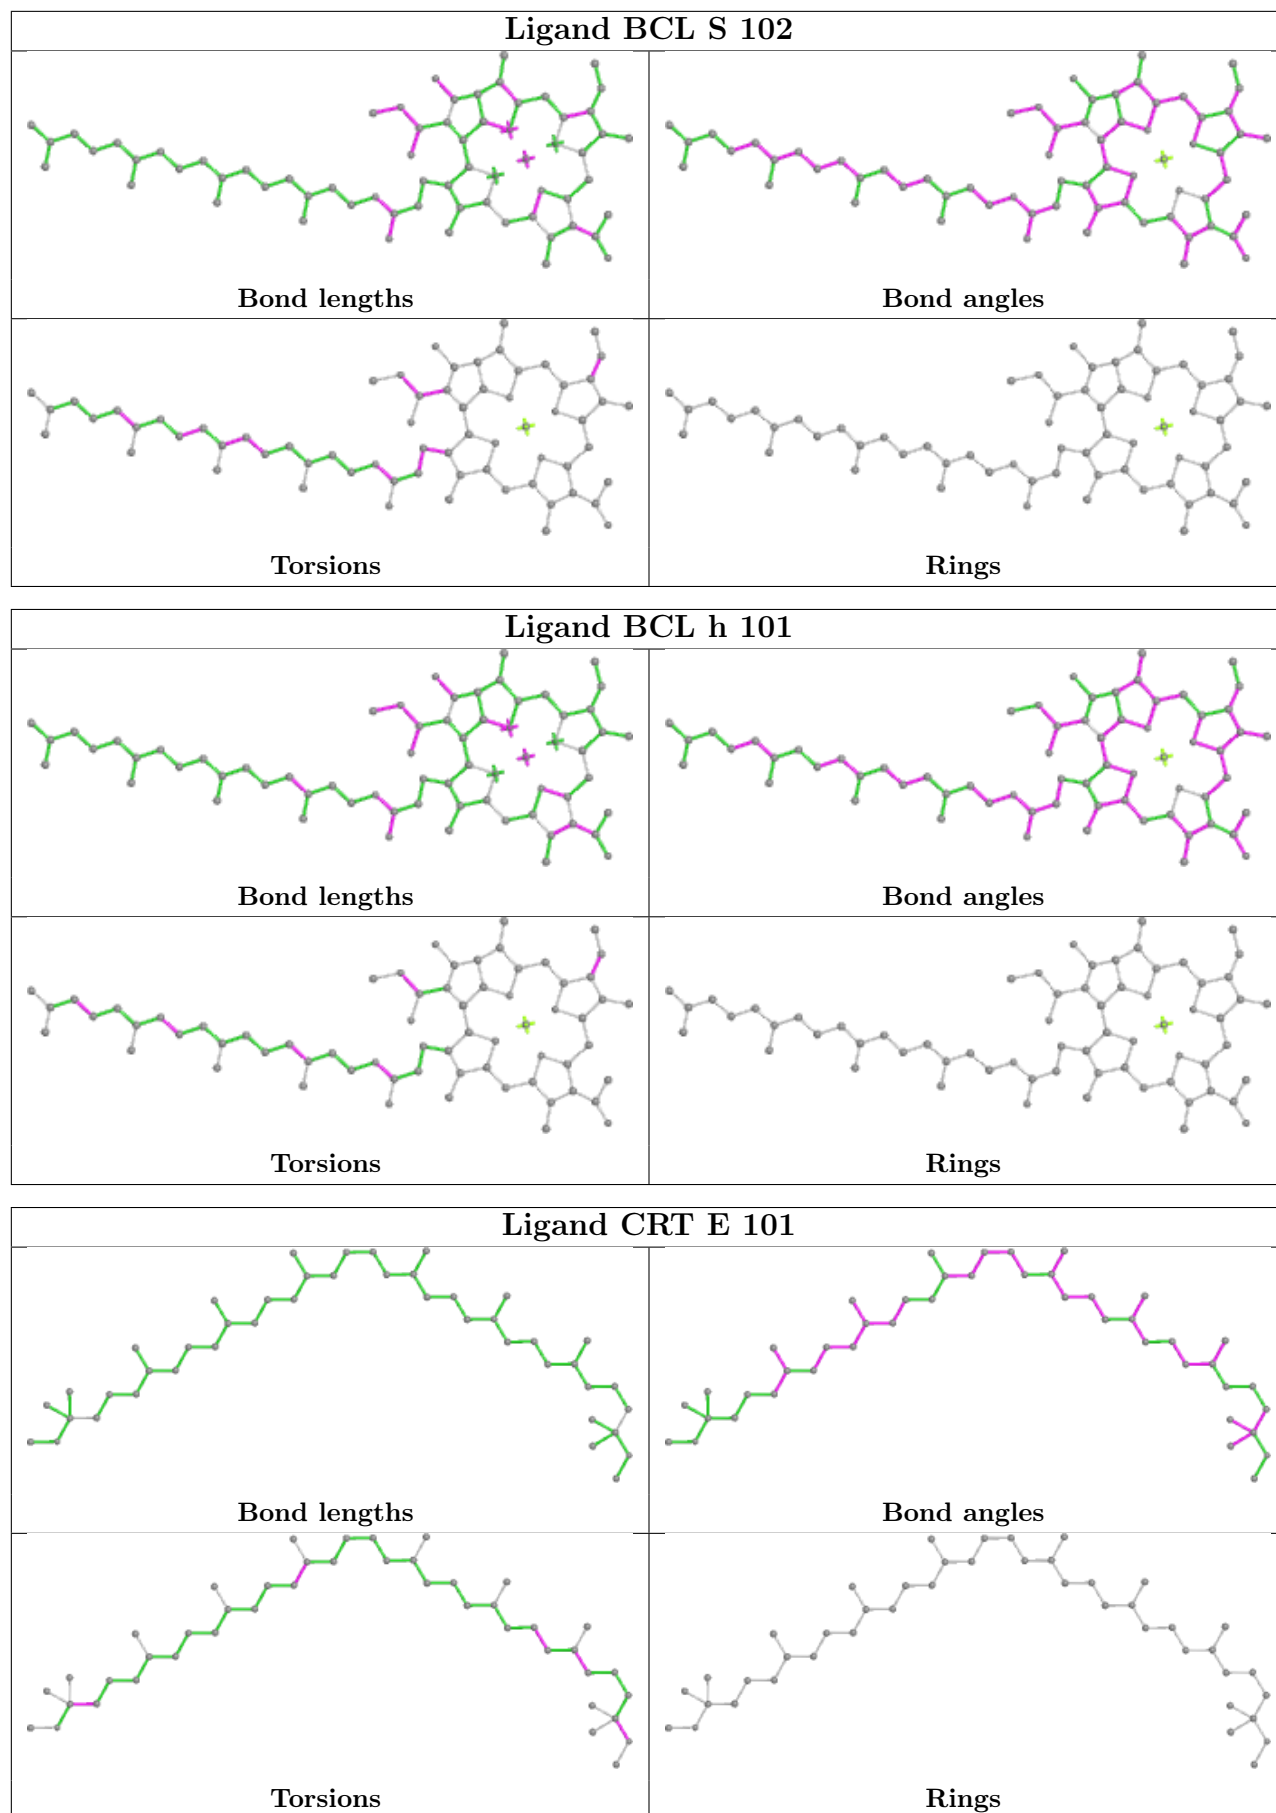 Ligand BCL S 102
Bond lengths
Bond angles
Torsions
Rings
Ligand BCL h 101
Bond lengths
Bond angles
Torsions
Rings
Ligand CRT E 101
Bond lengths
Bond angles
Torsions
Rings